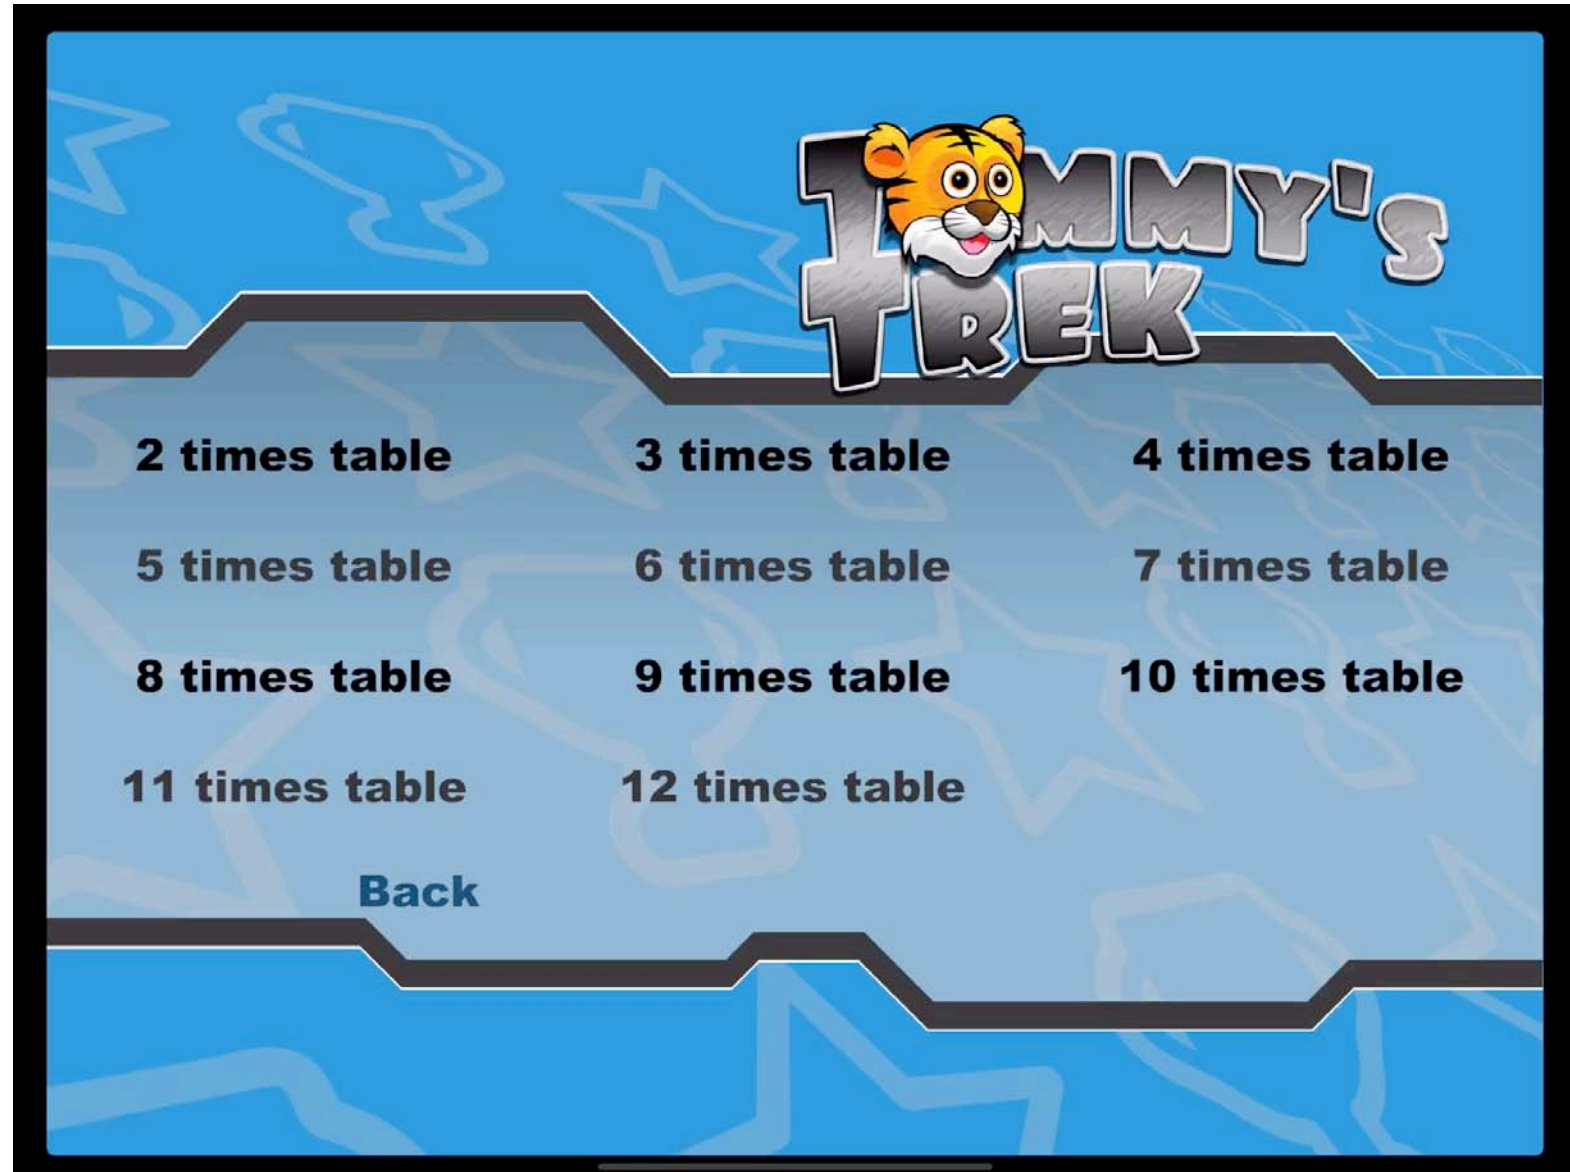 TOMMY'S
TREK
2 times table 3 times table 4 times table
5 times table 6 times table 7 times table
8 times table 9 times table 10 times table
11 times table 12 times table
Back